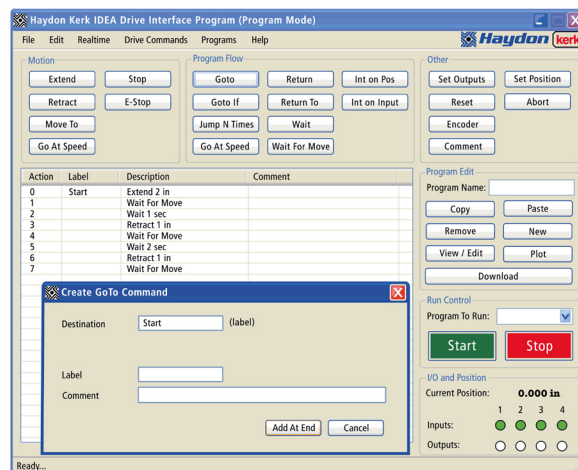 Haydon Kerk IDEA Drive Interface Program (Program Mode)
File Edit Realtime Drive Commands Programs Help
Haydon kerk
Motion
Extend Stop
Retract E-Stop
Move To
Go At Speed
Program Flow
Goto Return Int on Pos
Goto If Return To Int on Input
Jump N Times Wait
Go At Speed Wait For Move
Other
Set Outputs Set Position
Reset Abort
Encoder
Comment
Action Label Description Comment
0 Start Extend 2 in
1 Wait For Move
2 Wait 1 sec
3 Retract 1 in
4 Wait For Move
5 Wait 2 sec
6 Retract 1 in
7 Wait For Move
Program Edit
Program Name:
Copy Paste
Remove New
View / Edit Plot
Download
Create GoTo Command
Destination Start (label)
Label
Comment
Add At End Cancel
Run Control
Program To Run:
Start Stop
I/O and Position
Current Position: 0.000 in
1 2 3 4
Inputs:
Outputs:
Ready...